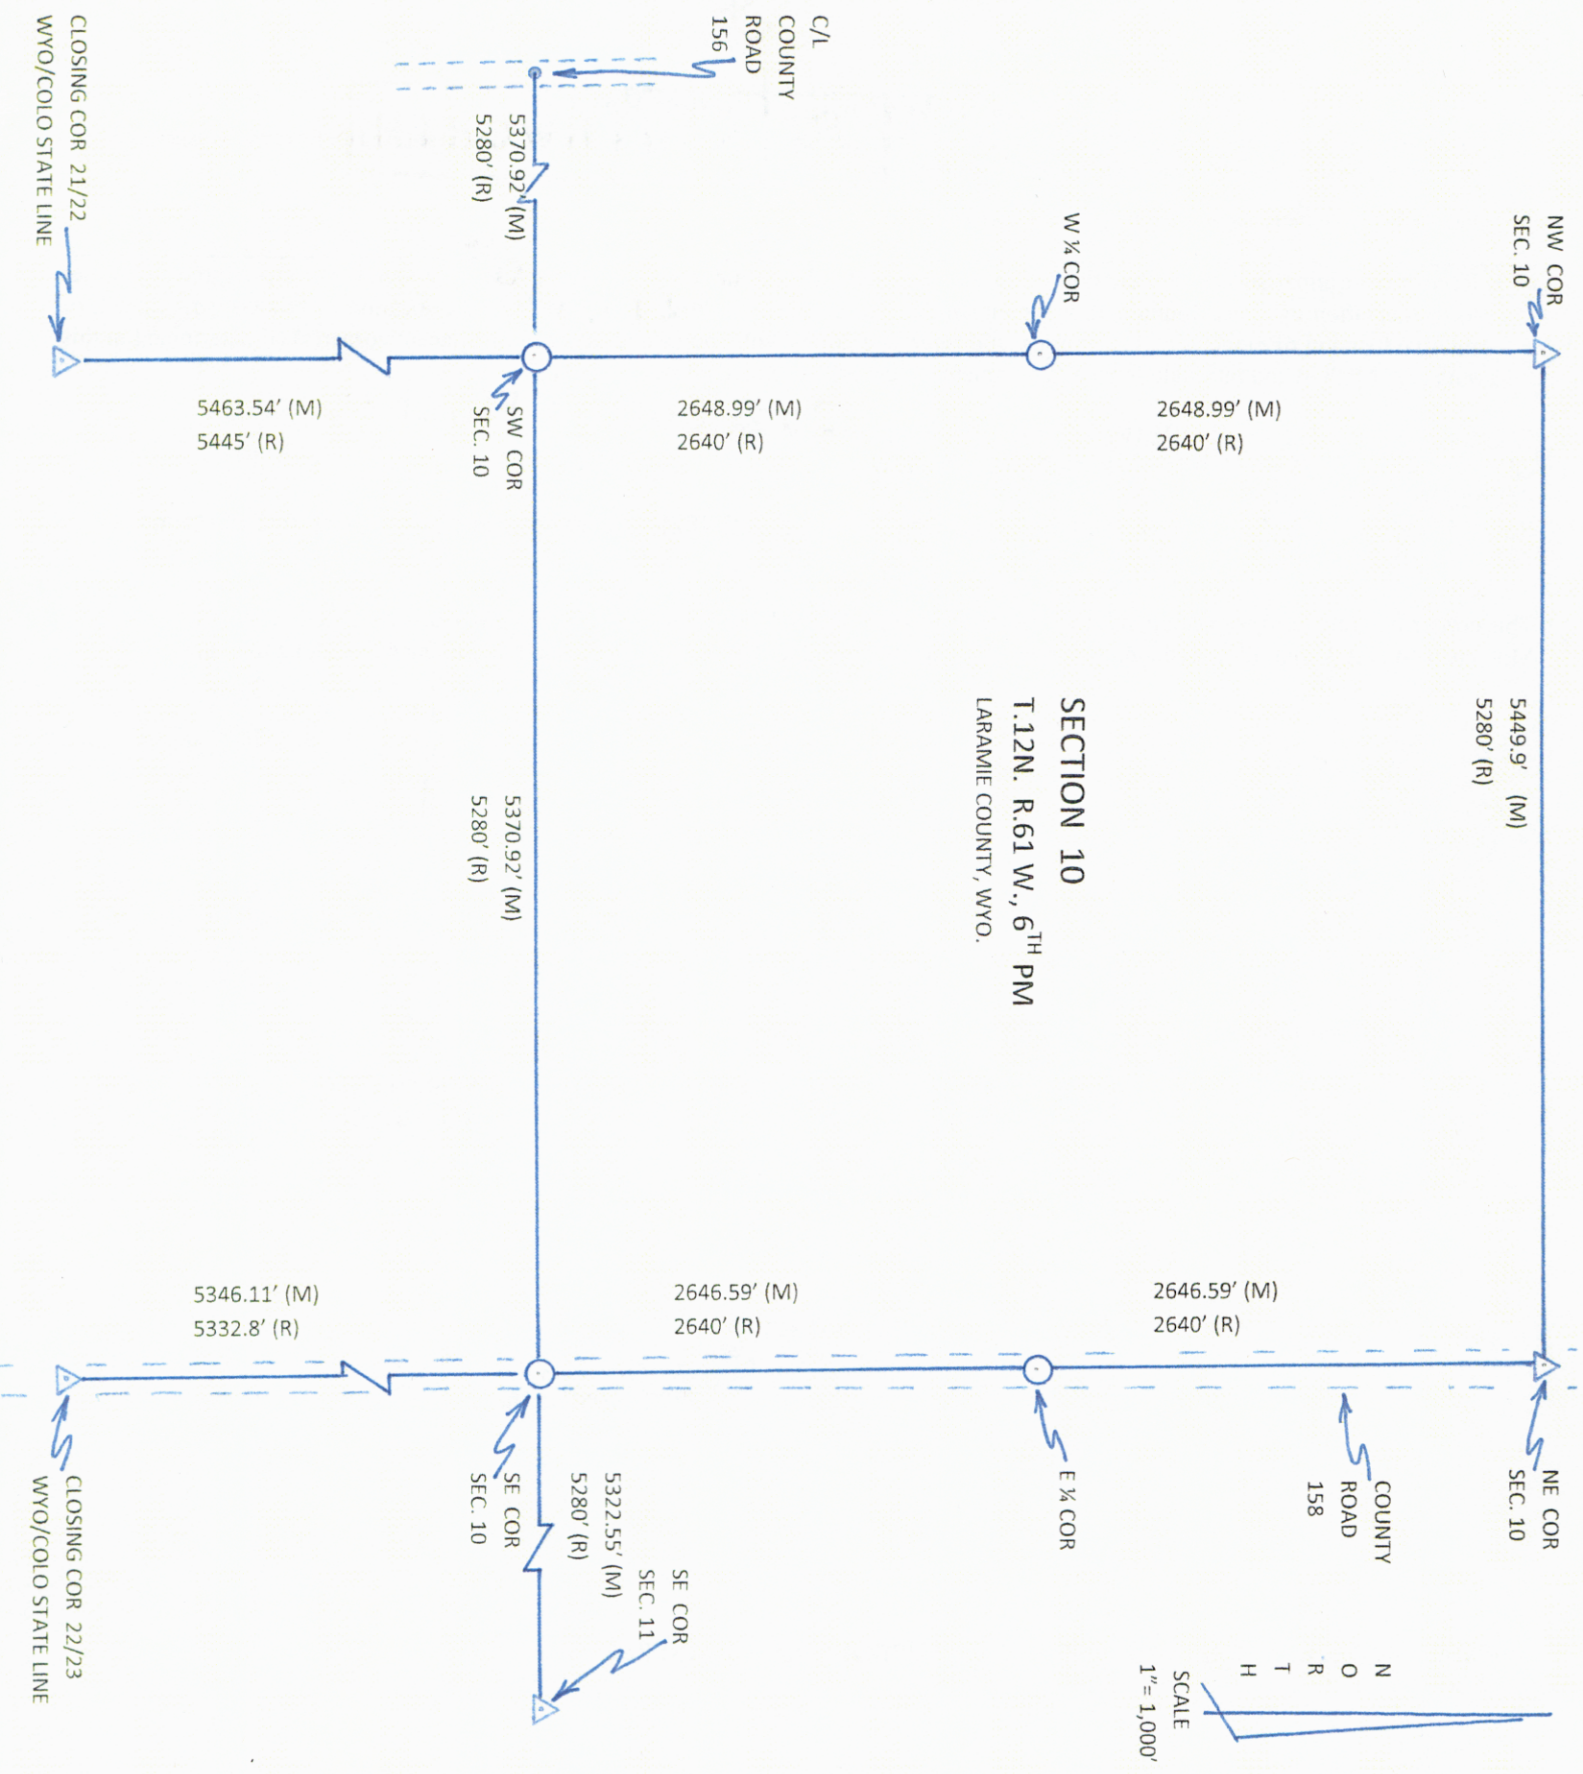 NW COR
SEC. 10
W ¼ COR
C/L
COUNTY
ROAD
156
5370.92' (M)
5280' (R)
CLOSING COR 21/22
WYO/COLO STATE LINE
2648.99' (M)
2640' (R)
2648.99' (M)
2640' (R)
SW COR
SEC. 10
5463.54' (M)
5445' (R)
5449.9' (M)
5280' (R)
SECTION 10
T.12N. R.61 W., 6TH PM
LARAMIE COUNTY, WYO.
5370.92' (M)
5280' (R)
2646.59' (M)
2640' (R)
2646.59' (M)
2640' (R)
5346.11' (M)
5332.8' (R)
NE COR
SEC. 10
COUNTY
ROAD
158
E ¼ COR
SE COR
SEC. 10
5322.55' (M)
5280' (R)
SE COR
SEC. 11
CLOSING COR 22/23
WYO/COLO STATE LINE
N
O
R
T
H
SCALE
1"= 1,000'